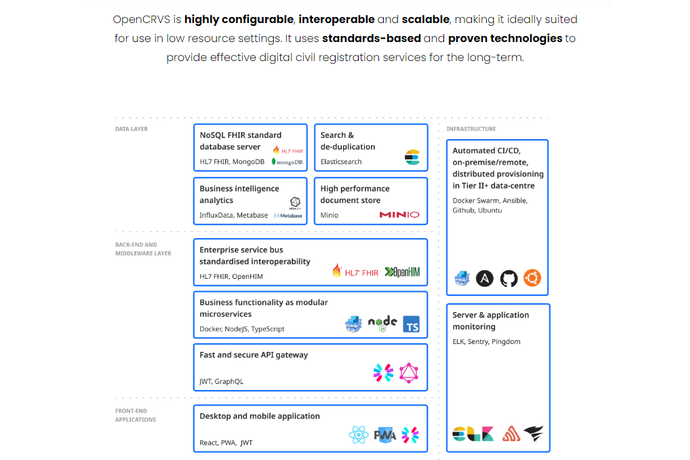 OpenCRVS is highly configurable, interoperable and scalable, making it ideally suited
for use in low resource settings. It uses standards-based and proven technologies to
provide effective digital civil registration services for the long-term.
DATA LAYER
NoSQL FHIR standard
database server
HL7 FHIR, MongoDB
HL7 FHIR
mongoDB
Search &
de-duplication
Elasticsearch
Business intelligence
analytics
InfluxData, Metabase
Metabase
High performance
document store
Minio
MINIO
BACK-END AND
MIDDLEWARE LAYER
Enterprise service bus
standardised interoperability
HL7 FHIR, OpenHIM
HL7 FHIR
OpenHIM
Business functionality as modular
microservices
Docker, NodeJS, TypeScript
node
TS
Fast and secure API gateway
JWT, GraphQL
FRONT-END
APPLICATIONS
Desktop and mobile application
React, PWA, JWT
PWA
INFRASTRUCTURE
Automated CI/CD,
on-premise/remote,
distributed provisioning
in Tier II+ data-centre
Docker Swarm, Ansible,
Github, Ubuntu
Server & application
monitoring
ELK, Sentry, Pingdom